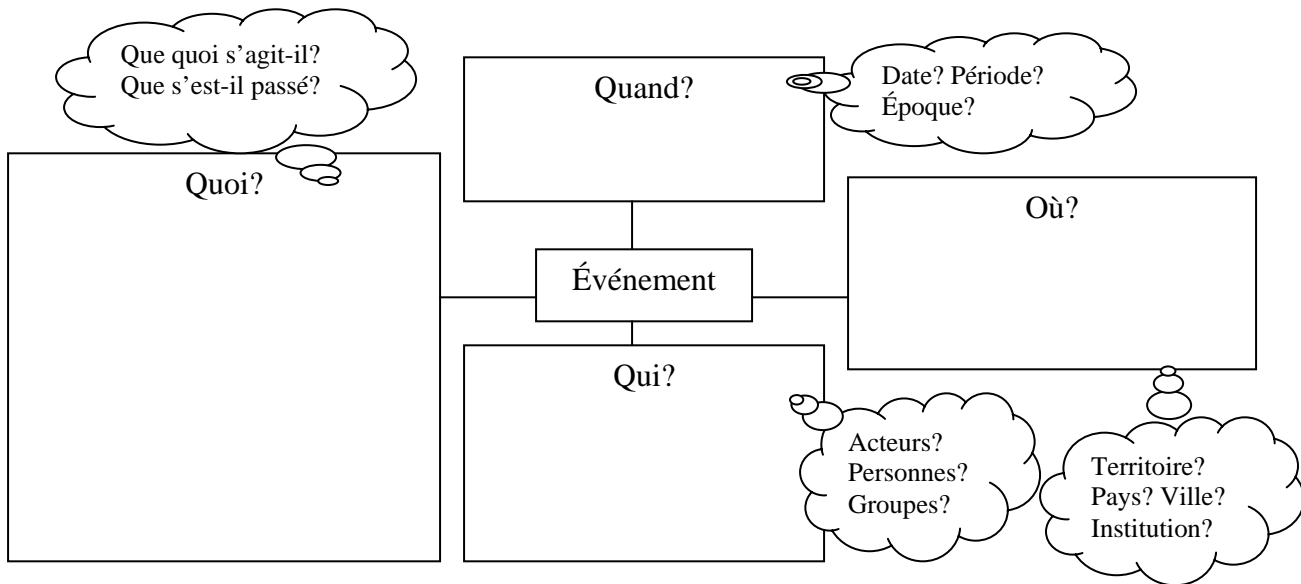 Que quoi s’agit-il?
Que s’est-il passé?
Quand?
Date? Période?
Époque?
Quoi?
Où?
Événement
Qui?
Acteurs?
Personnes?
Groupes?
Territoire?
Pays? Ville?
Institution?